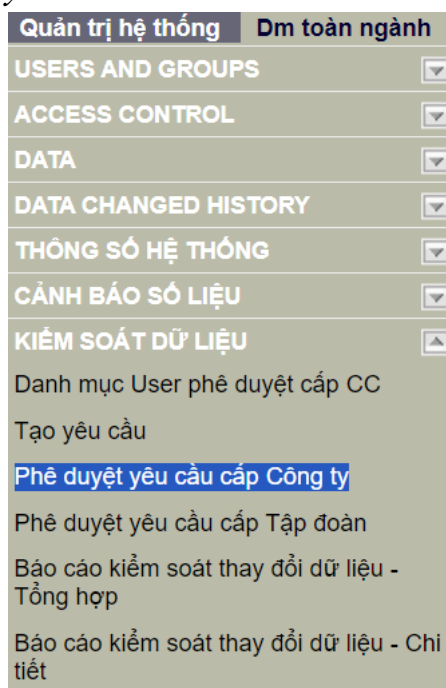 Quản trị hệ thống Dm toàn ngành
USERS AND GROUPS
ACCESS CONTROL
DATA
DATA CHANGED HISTORY
THÔNG SỐ HỆ THỐNG
CẢNH BÁO SỐ LIỆU
KIỂM SOÁT DỮ LIỆU
Danh mục User phê duyệt cấp CC
Tạo yêu cầu
Phê duyệt yêu cầu cấp Công ty
Phê duyệt yêu cầu cấp Tập đoàn
Báo cáo kiểm soát thay đổi dữ liệu -
Tổng hợp
Báo cáo kiểm soát thay đổi dữ liệu - Chi
tiết